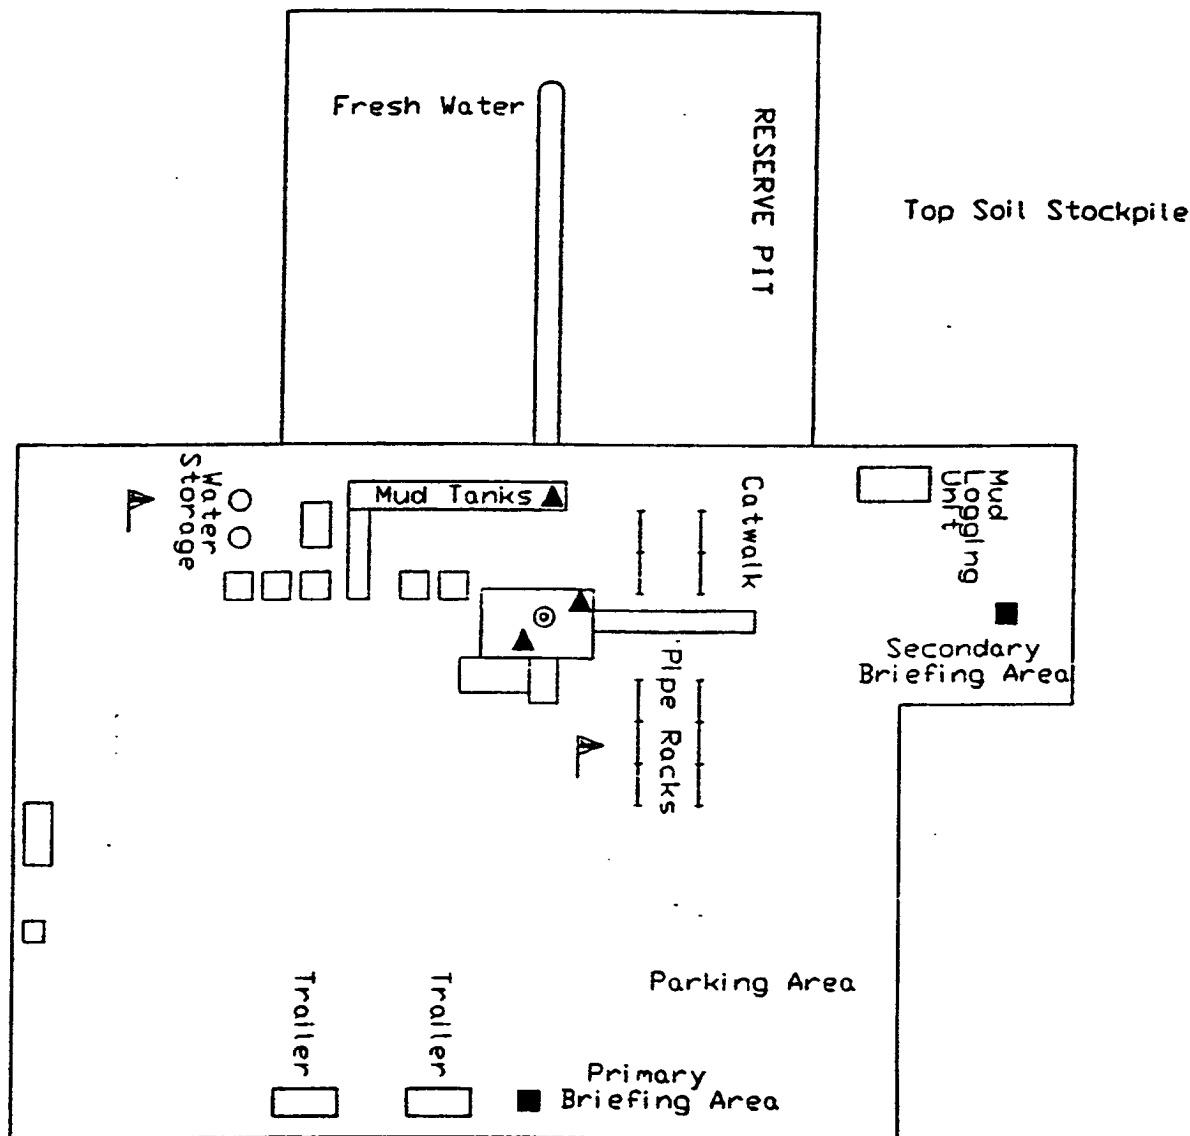 Fresh Water
RESERVE PIT
Top Soil Stockpile
Water
Storage
Mud Tanks
Catwalk
Mud
Logging
Unit
Secondary
Briefing Area
Pipe Racks
Parking Area
Trailer
Trailer
Primary
Briefing Area